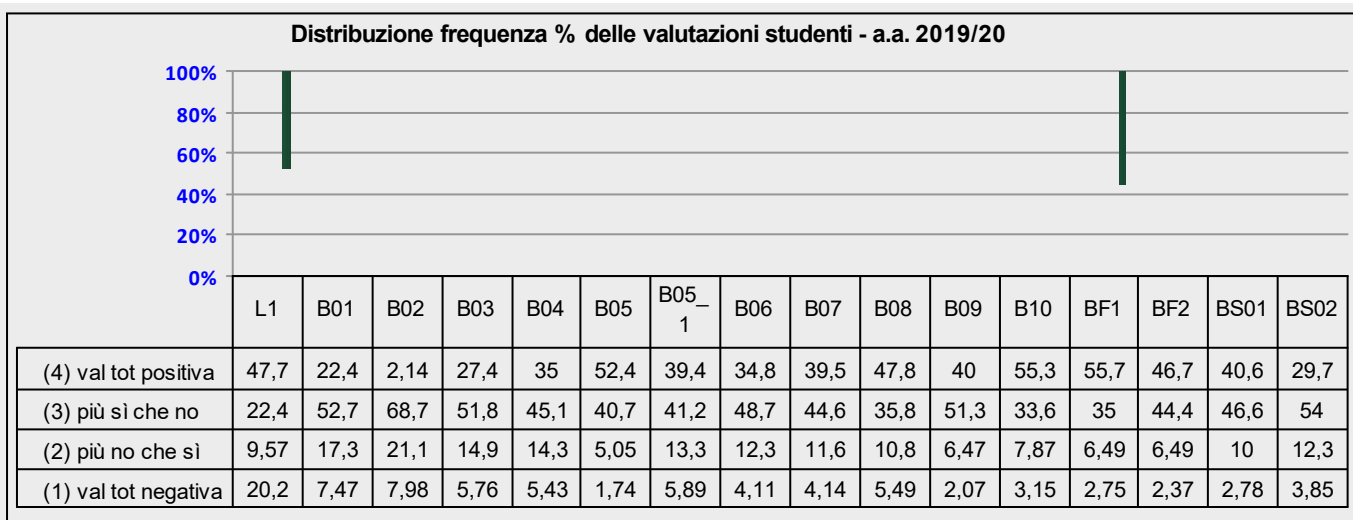 Distribuzione frequenza % delle valutazioni studenti - a.a. 2019/20
100%
80%
60%
40%
20%
0%
L1 B01 B02 B03 B04 B05 B05_1 B06 B07 B08 B09 B10 BF1 BF2 BS01 BS02
(4) val tot positiva 47,7 22,4 2,14 27,4 35 52,4 39,4 34,8 39,5 47,8 40 55,3 55,7 46,7 40,6 29,7
(3) più sì che no 22,4 52,7 68,7 51,8 45,1 40,7 41,2 48,7 44,6 35,8 51,3 33,6 35 44,4 46,6 54
(2) più no che sì 9,57 17,3 21,1 14,9 14,3 5,05 13,3 12,3 11,6 10,8 6,47 7,87 6,49 6,49 10 12,3
(1) val tot negativa 20,2 7,47 7,98 5,76 5,43 1,74 5,89 4,11 4,14 5,49 2,07 3,15 2,75 2,37 2,78 3,85